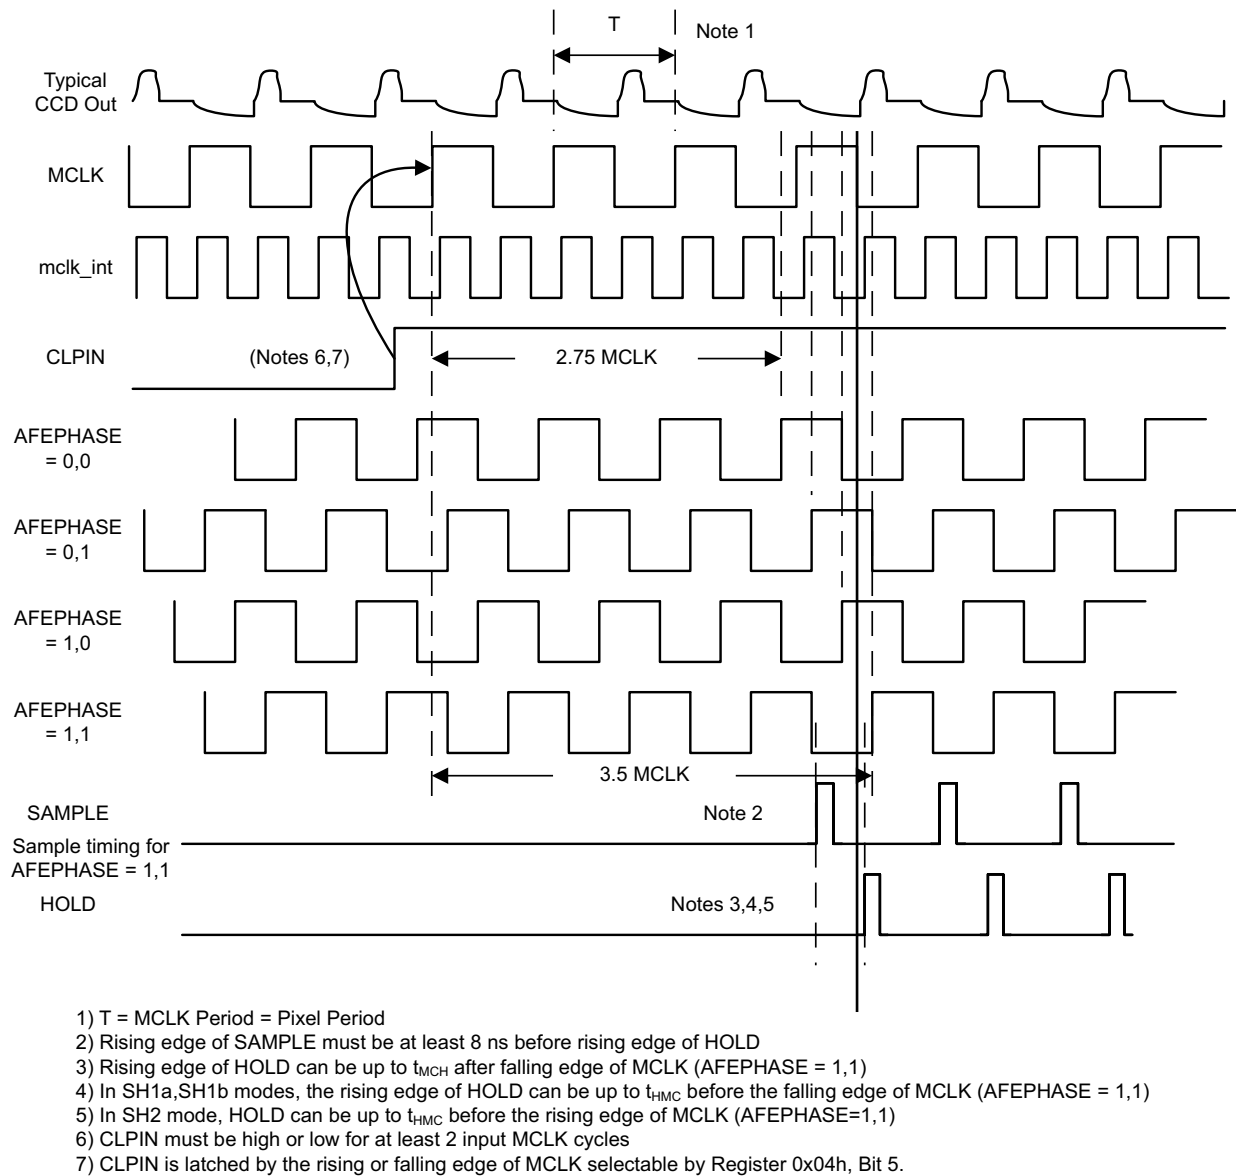 T
Note 1
Typical
CCD Out
MCLK
mclk_int
CLPIN
(Notes 6,7)
2.75 MCLK
AFEPHASE
= 0,0
AFEPHASE
= 0,1
AFEPHASE
= 1,0
AFEPHASE
= 1,1
3.5 MCLK
SAMPLE
Note 2
Sample timing for
AFEPHASE = 1,1
HOLD
Notes 3,4,5
1) T = MCLK Period = Pixel Period
2) Rising edge of SAMPLE must be at least 8 ns before rising edge of HOLD
3) Rising edge of HOLD can be up to tMCH after falling edge of MCLK (AFEPHASE = 1,1)
4) In SH1a,SH1b modes, the rising edge of HOLD can be up to tHMC before the falling edge of MCLK (AFEPHASE = 1,1)
5) In SH2 mode, HOLD can be up to tHMC before the rising edge of MCLK (AFEPHASE=1,1)
6) CLPIN must be high or low for at least 2 input MCLK cycles
7) CLPIN is latched by the rising or falling edge of MCLK selectable by Register 0x04h, Bit 5.